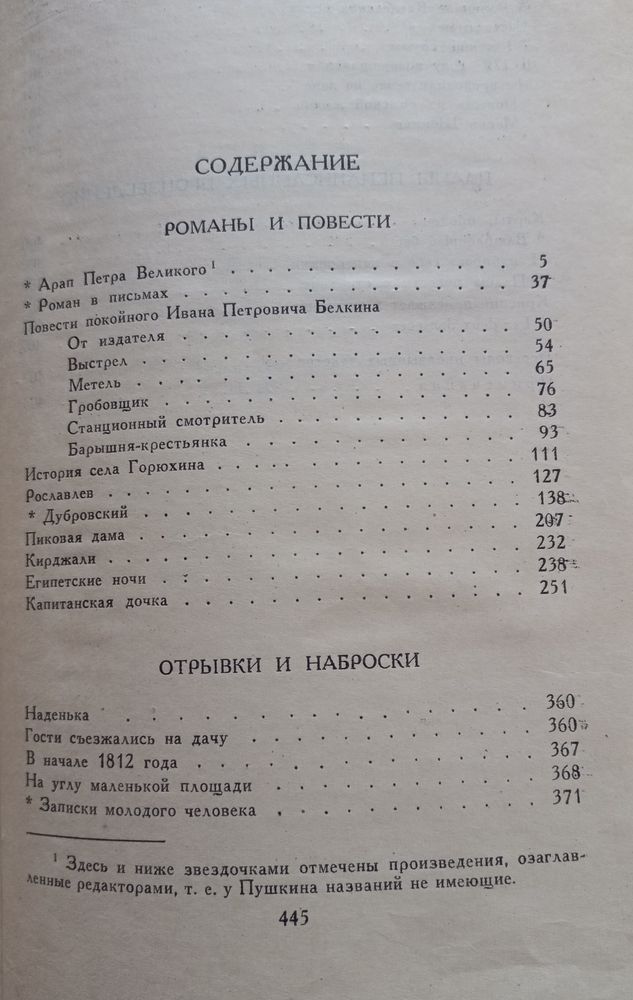 СОДЕРЖАНИЕ
РОМАНЫ И ПОВЕСТИ
* Арап Петра Великого ¹ . . . . . . . . . . . . 5
* Роман в письмах . . . . . . . . . . . . . . 37
Повести покойного Ивана Петровича Белкина
От издателя . . . . . . . . . . . . . . 50
Выстрел . . . . . . . . . . . . . . . 54
Метель . . . . . . . . . . . . . . . 65
Гробовщик . . . . . . . . . . . . . . 76
Станционный смотритель . . . . . . . . . . 83
Барышня-крестьянка . . . . . . . . . . . 93
История села Горюхина . . . . . . . . . . . . 111
Рославлев . . . . . . . . . . . . . . . . 127
* Дубровский . . . . . . . . . . . . . . . 138
Пиковая дама . . . . . . . . . . . . . . . 207
Кирджали . . . . . . . . . . . . . . . . 232
Египетские ночи . . . . . . . . . . . . . . 238
Капитанская дочка . . . . . . . . . . . . . 251
ОТРЫВКИ И НАБРОСКИ
Наденька . . . . . . . . . . . . . . . . 360
Гости съезжались на дачу . . . . . . . . . . . 360
В начале 1812 года . . . . . . . . . . . . . 367
На углу маленькой площади . . . . . . . . . . 368
* Записки молодого человека . . . . . . . . . . 371
¹ Здесь и ниже звездочками отмечены произведения, озаглав-
ленные редакторами, т. е. у Пушкина названий не имеющие.
445